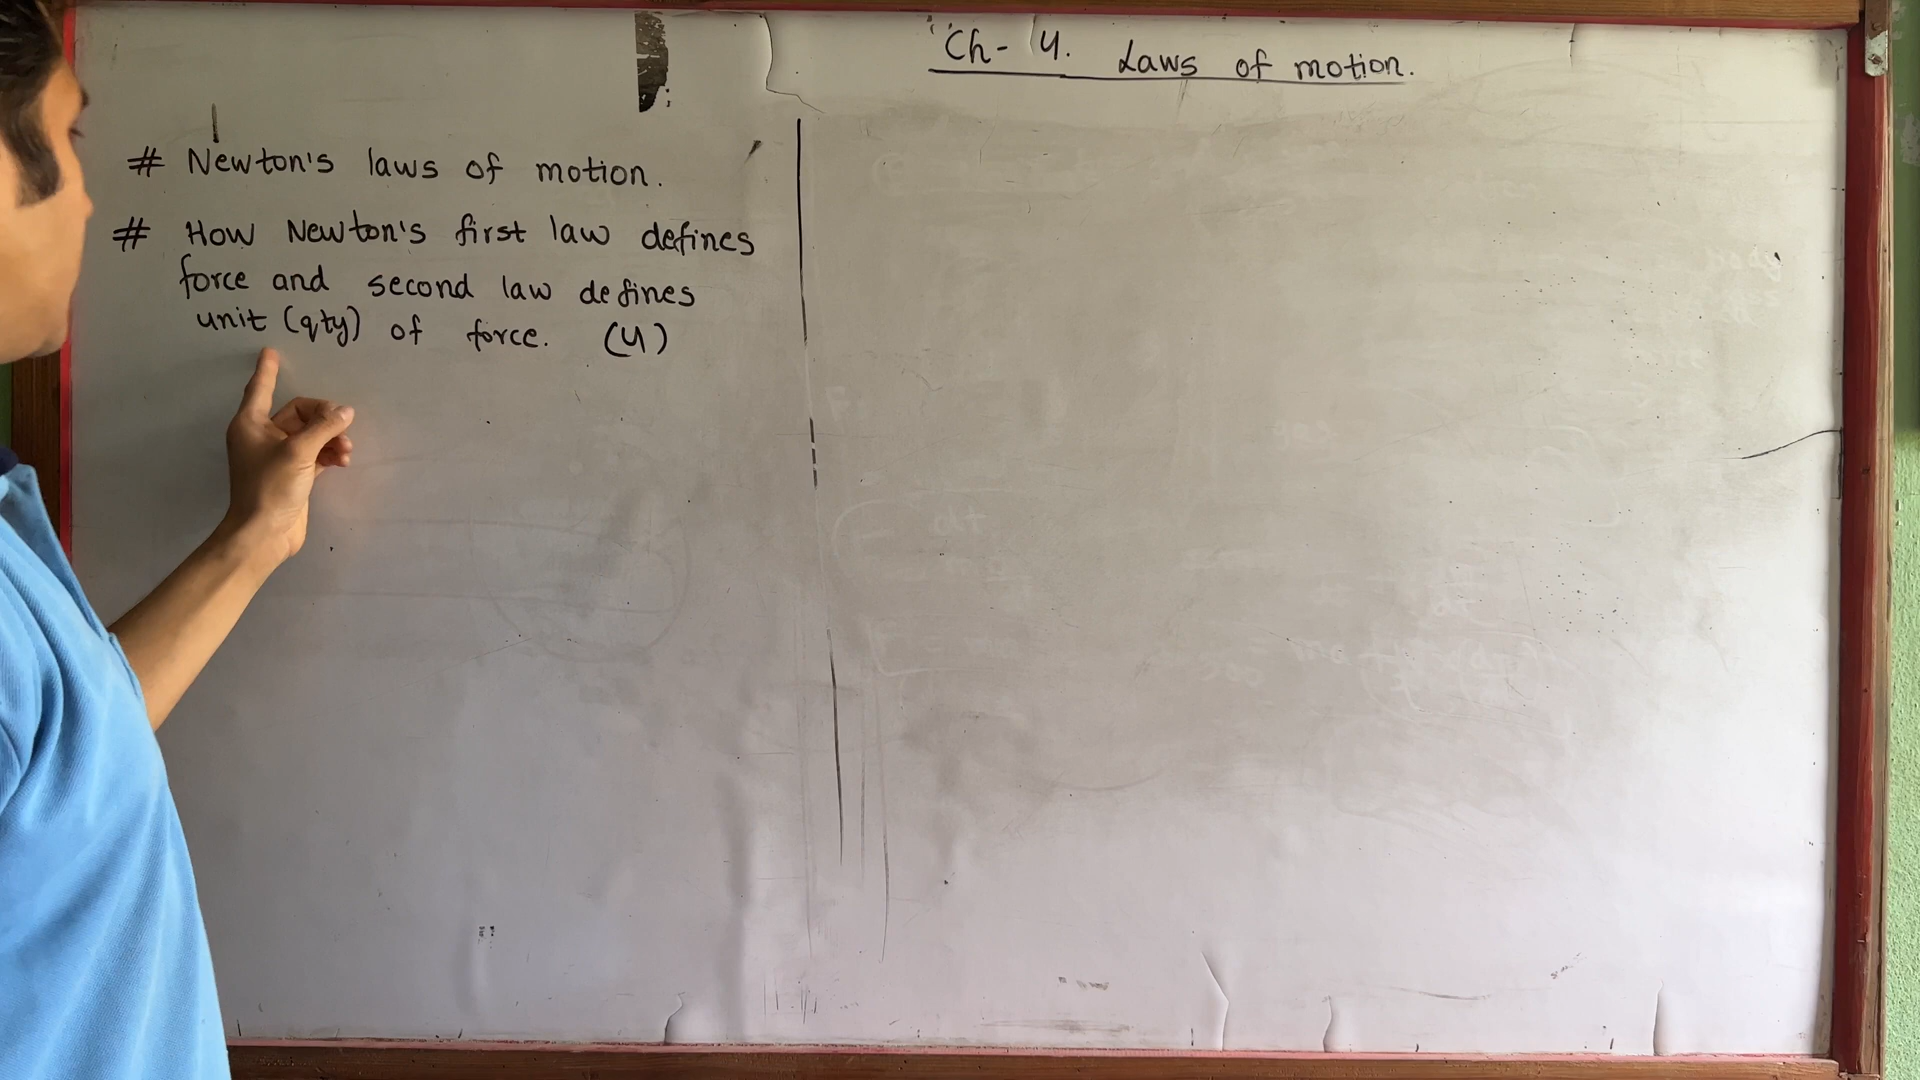 Ch- 4. Laws of motion.
# Newton's laws of motion.
# How Newton's first law defines
force and second law defines
unit (qty) of force. (4)